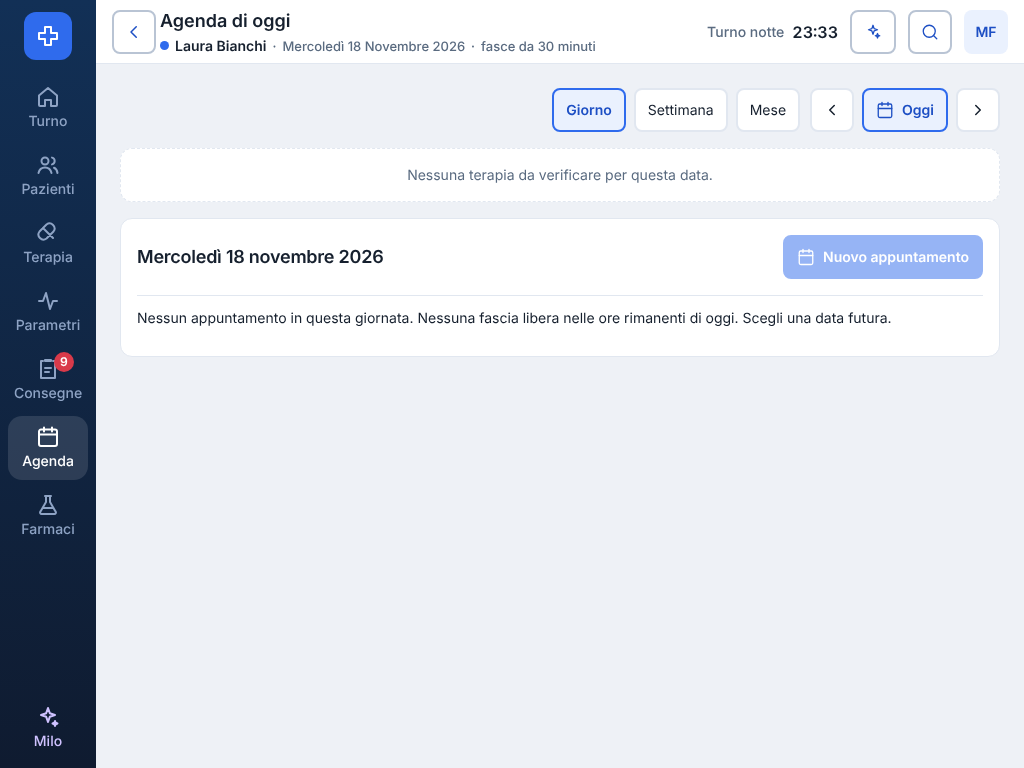 Agenda di oggi
Laura Bianchi · Mercoledì 18 Novembre 2026 · fasce da 30 minuti
Turno notte 23:33
MF
Turno
Pazienti
Terapia
Parametri
9
Consegne
Agenda
Farmaci
Milo
Giorno
Settimana
Mese
Oggi
Nessuna terapia da verificare per questa data.
Mercoledì 18 novembre 2026
Nuovo appuntamento
Nessun appuntamento in questa giornata. Nessuna fascia libera nelle ore rimanenti di oggi. Scegli una data futura.